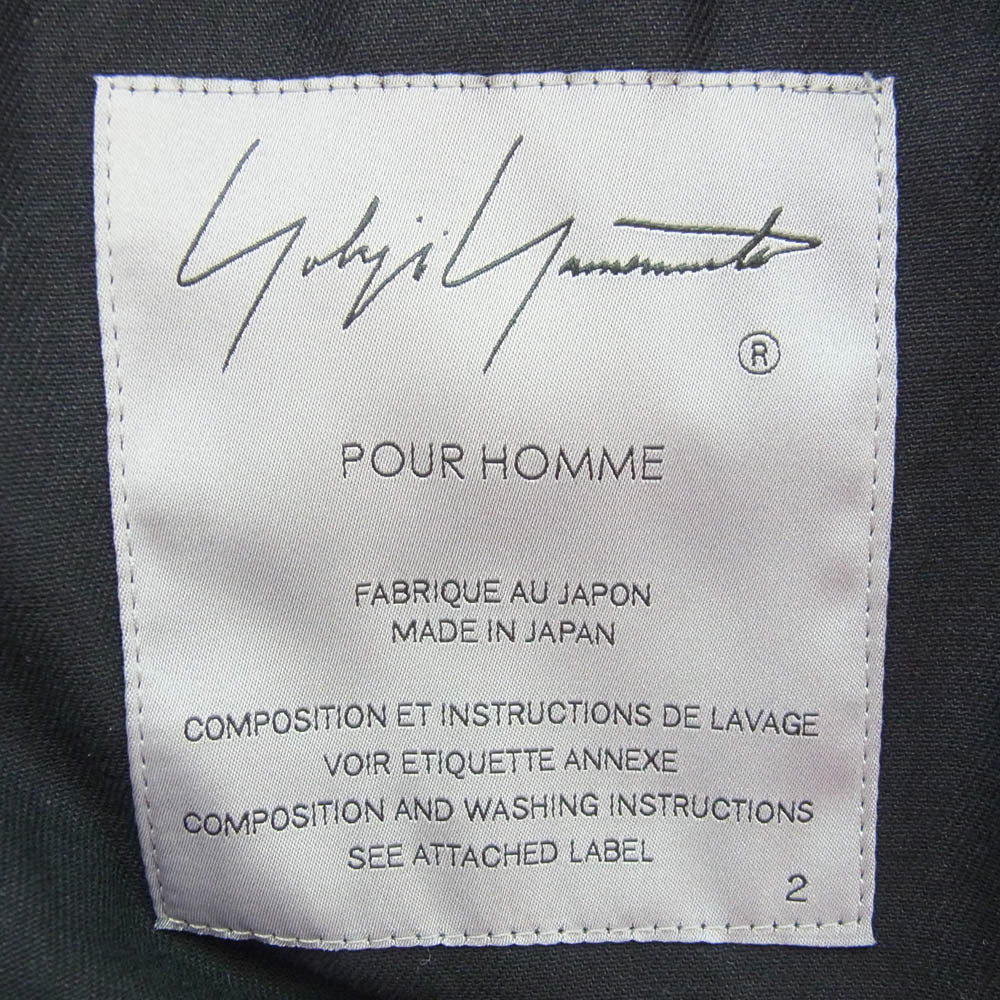 Yohji Yamamoto
®
POUR HOMME
FABRIQUE AU JAPON
MADE IN JAPAN
COMPOSITION ET INSTRUCTIONS DE LAVAGE
VOIR ETIQUETTE ANNEXE
COMPOSITION AND WASHING INSTRUCTIONS
SEE ATTACHED LABEL
2